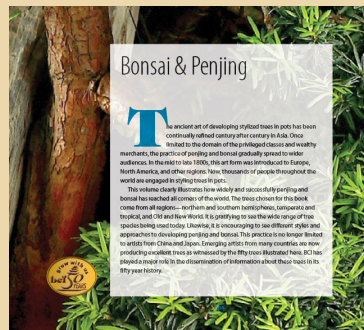 Bonsai & Penjing
The ancient art of developing stylized trees in pots has been
continually refined century after century in Asia. Once
limited to the domain of the privileged classes and wealthy
merchants, the practice of penjing and bonsai gradually spread to wider
audiences. In the mid to late 1800s, this art form was introduced to Europe,
North America, and other regions. Now, thousands of people throughout the
world are engaged in styling trees in pots.
This volume clearly illustrates how widely and successfully penjing and
bonsai has reached all corners of the world. The trees chosen for this book
come from all regions—northern and southern hemispheres, temperate and
tropical, and Old and New World. It is gratifying to see the wide range of tree
species being used today. Likewise, it is encouraging to see different styles and
approaches to developing penjing and bonsai. This practice is no longer limited
to artists from China and Japan. Emerging artists from many countries are now
producing excellent trees as witnessed by the fifty trees illustrated here. BCI has
played a major role in the dissemination of information about these trees in its
fifty year history.
grow with us
bci 50
YEARS